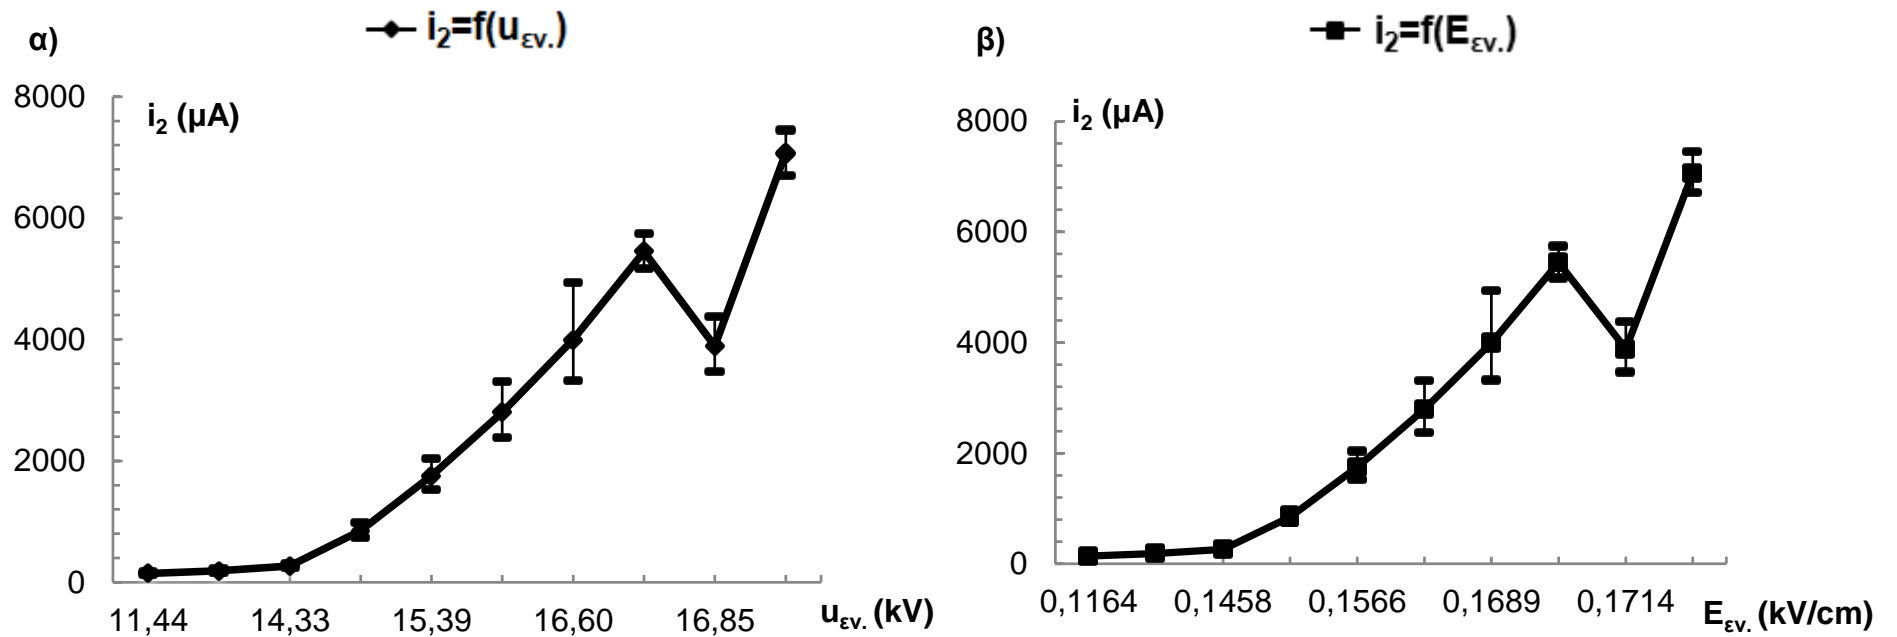 α)
i₂=f(uεν.)
i₂ (μA)
8000
6000
4000
2000
0
11,44 14,33 15,39 16,60 16,85
uεν. (kV)
β)
i₂=f(Eεν.)
i₂ (μA)
8000
6000
4000
2000
0
0,1164 0,1458 0,1566 0,1689 0,1714
Eεν. (kV/cm)